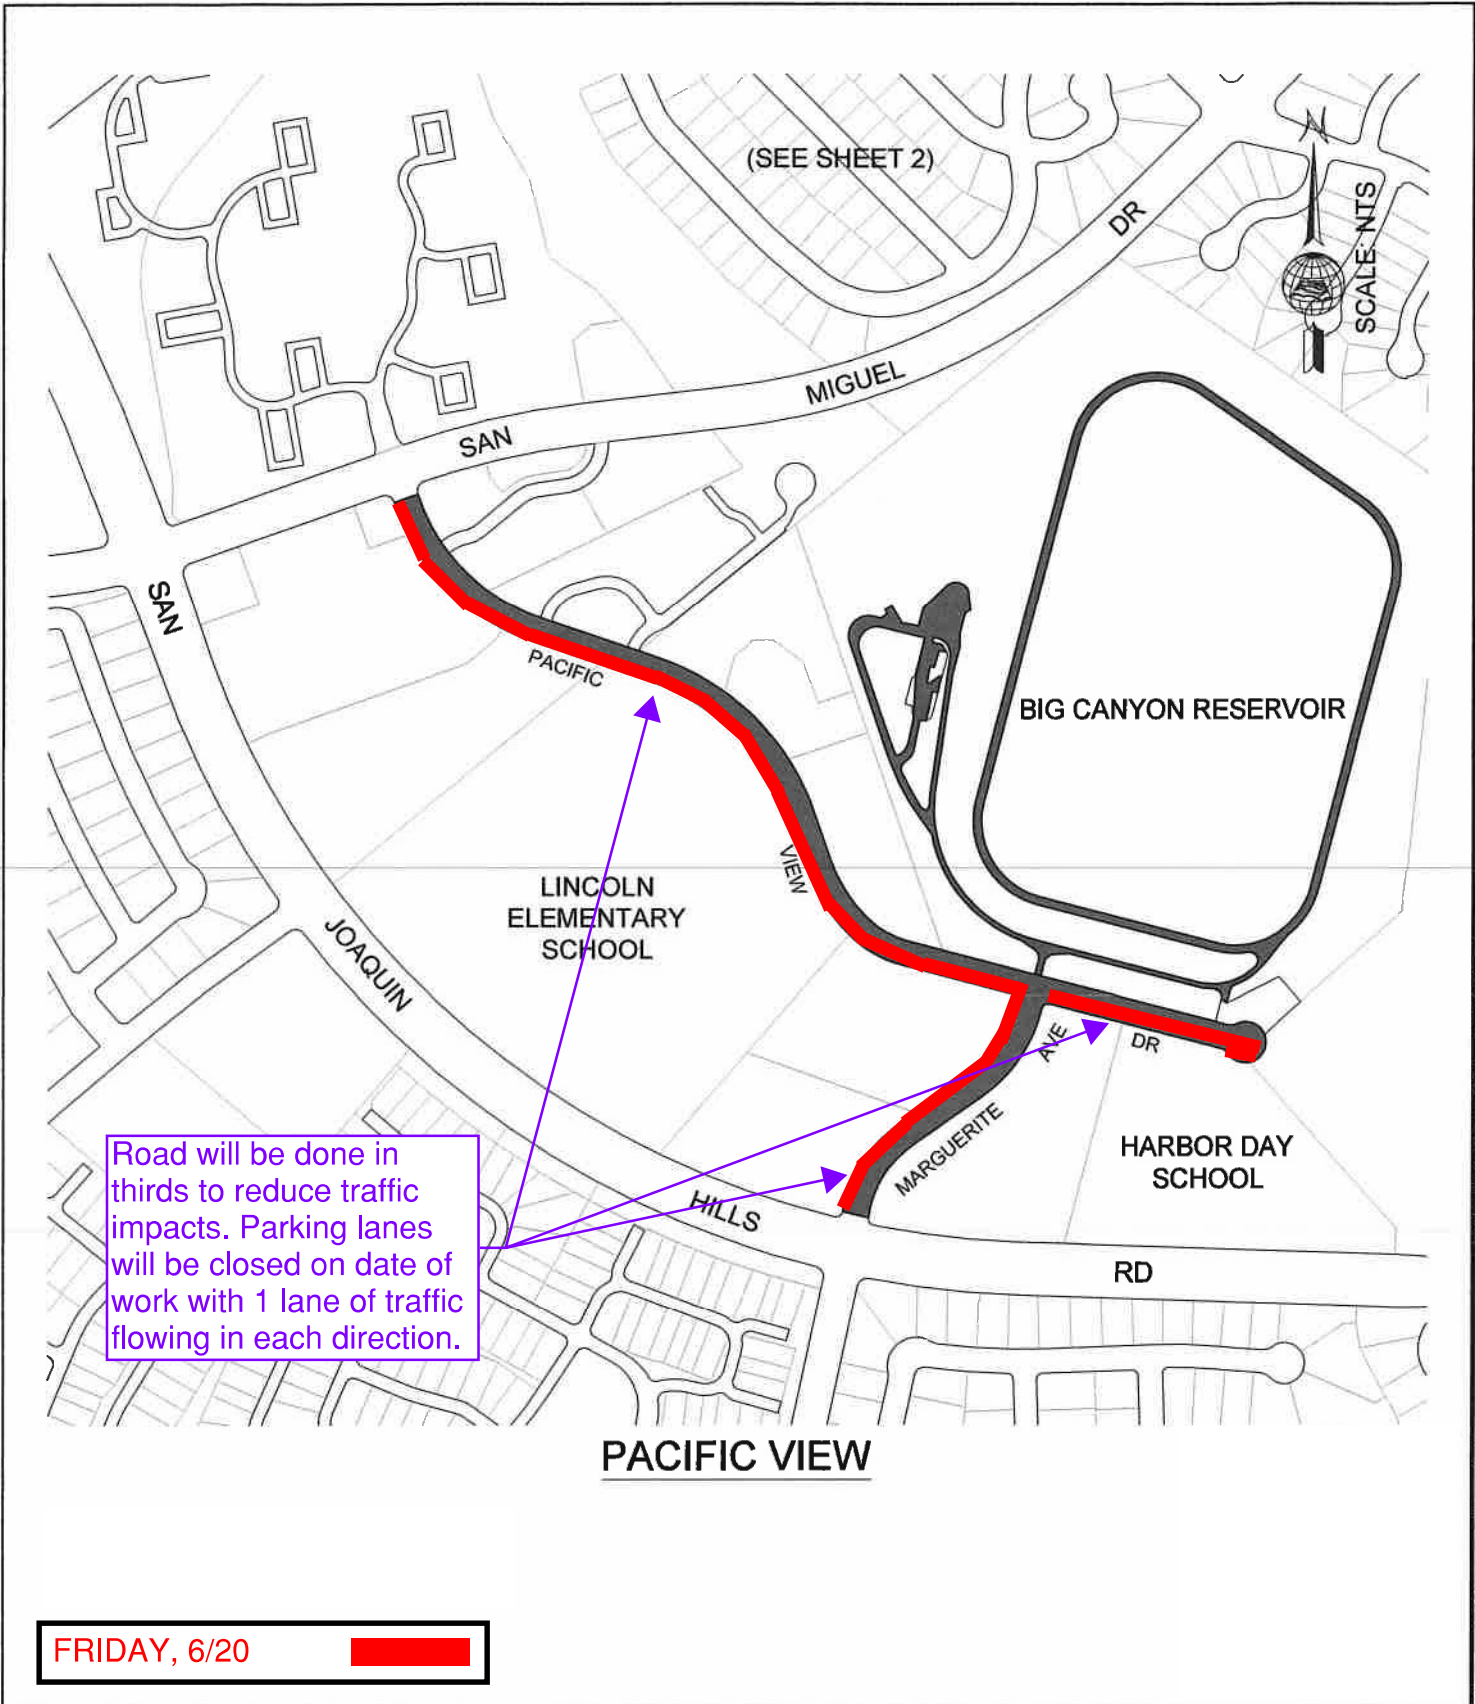 (SEE SHEET 2)
DR
N
SCALE: NTS
MIGUEL
SAN
SAN
PACIFIC
BIG CANYON RESERVOIR
VIEW
LINCOLN
ELEMENTARY
SCHOOL
JOAQUIN
AVE
DR
MARGUERITE
HARBOR DAY
SCHOOL
Road will be done in
thirds to reduce traffic
impacts. Parking lanes
will be closed on date of
work with 1 lane of traffic
flowing in each direction.
HILLS
RD
PACIFIC VIEW
FRIDAY, 6/20